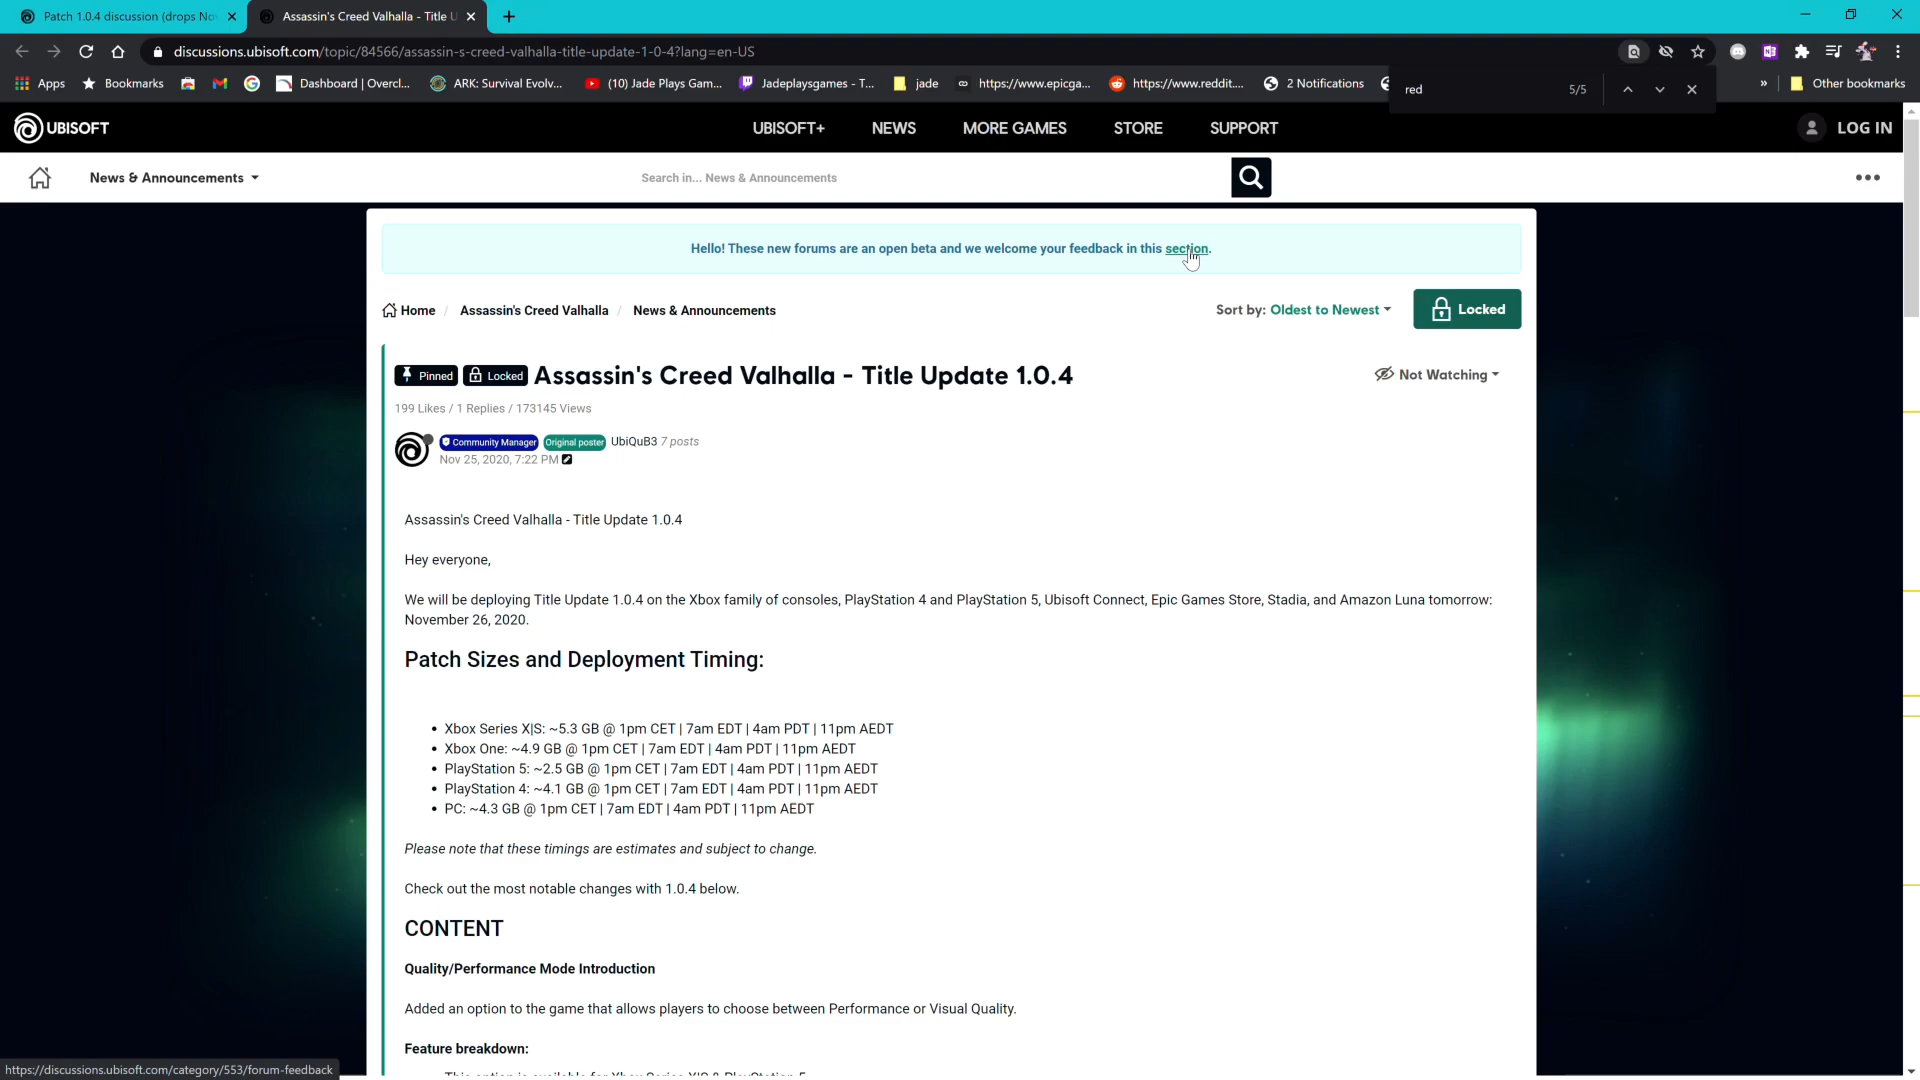 Patch 1.0.4 discussion (drops No
Assassin's Creed Valhalla - Title U
discussions.ubisoft.com/topic/84566/assassin-s-creed-valhalla-title-update-1-0-4?lang=en-US
Apps
Bookmarks
Dashboard | Overcl...
ARK: Survival Evolv...
(10) Jade Plays Gam...
Jadeplaysgames - T...
jade
https://www.epicga...
https://www.reddit....
2 Notifications
»
Other bookmarks
red
5/5
UBISOFT
UBISOFT+
NEWS
MORE GAMES
STORE
SUPPORT
LOG IN
News & Announcements
Search in... News & Announcements
Hello! These new forums are an open beta and we welcome your feedback in this section.
Home / Assassin's Creed Valhalla / News & Announcements
Sort by: Oldest to Newest
Locked
Pinned Locked Assassin's Creed Valhalla - Title Update 1.0.4
Not Watching
199 Likes / 1 Replies / 173145 Views
Community Manager Original poster UbiQuB3 7 posts
Nov 25, 2020, 7:22 PM
Assassin's Creed Valhalla - Title Update 1.0.4
Hey everyone,
We will be deploying Title Update 1.0.4 on the Xbox family of consoles, PlayStation 4 and PlayStation 5, Ubisoft Connect, Epic Games Store, Stadia, and Amazon Luna tomorrow:
November 26, 2020.
Patch Sizes and Deployment Timing:
• Xbox Series X|S: ~5.3 GB @ 1pm CET | 7am EDT | 4am PDT | 11pm AEDT
• Xbox One: ~4.9 GB @ 1pm CET | 7am EDT | 4am PDT | 11pm AEDT
• PlayStation 5: ~2.5 GB @ 1pm CET | 7am EDT | 4am PDT | 11pm AEDT
• PlayStation 4: ~4.1 GB @ 1pm CET | 7am EDT | 4am PDT | 11pm AEDT
• PC: ~4.3 GB @ 1pm CET | 7am EDT | 4am PDT | 11pm AEDT
Please note that these timings are estimates and subject to change.
Check out the most notable changes with 1.0.4 below.
CONTENT
Quality/Performance Mode Introduction
Added an option to the game that allows players to choose between Performance or Visual Quality.
Feature breakdown:
https://discussions.ubisoft.com/category/553/forum-feedback